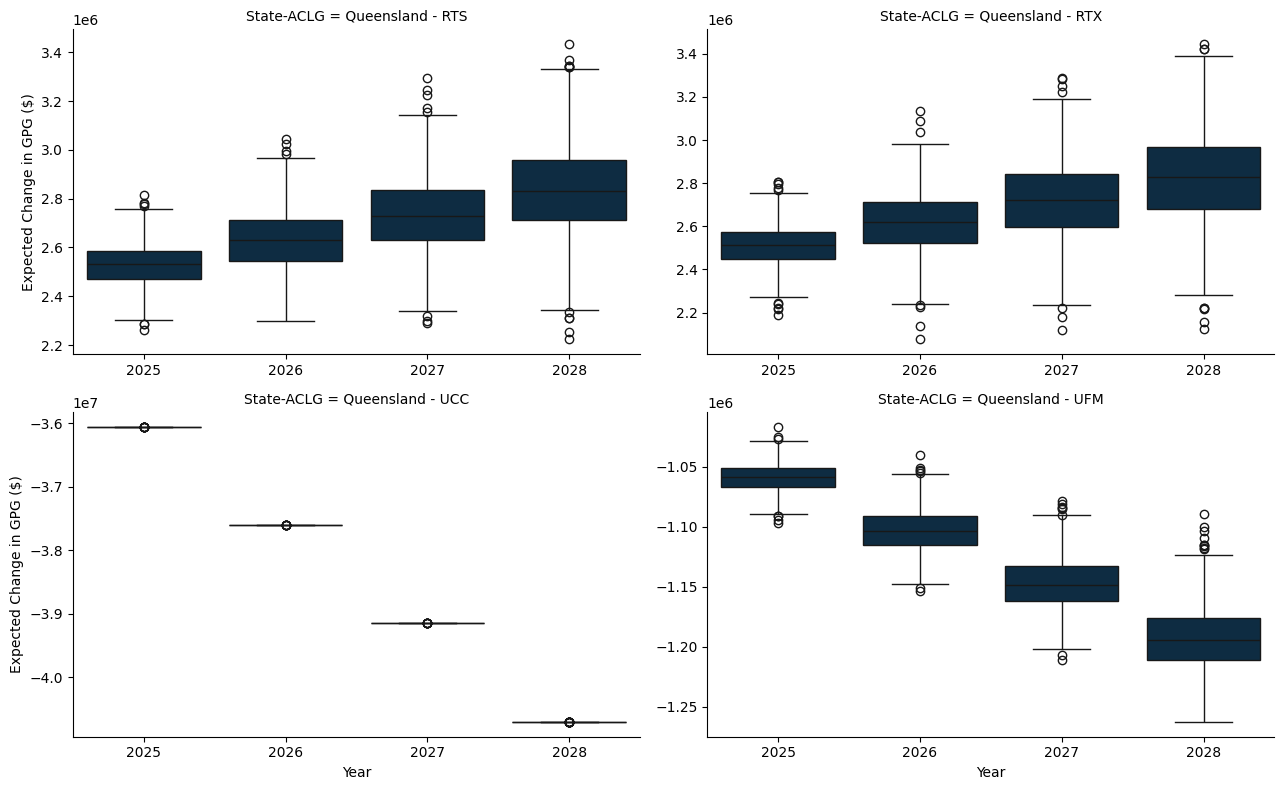 State-ACLG = Queensland - RTS
1e6
Expected Change in GPG ($)
3.4
3.2
3.0
2.8
2.6
2.4
2.2
2025 2026 2027 2028
State-ACLG = Queensland - RTX
1e6
3.4
3.2
3.0
2.8
2.6
2.4
2.2
2025 2026 2027 2028
State-ACLG = Queensland - UCC
1e7
Expected Change in GPG ($)
−3.6
−3.7
−3.8
−3.9
−4.0
2025 2026 2027 2028
Year
State-ACLG = Queensland - UFM
1e6
−1.05
−1.10
−1.15
−1.20
−1.25
2025 2026 2027 2028
Year